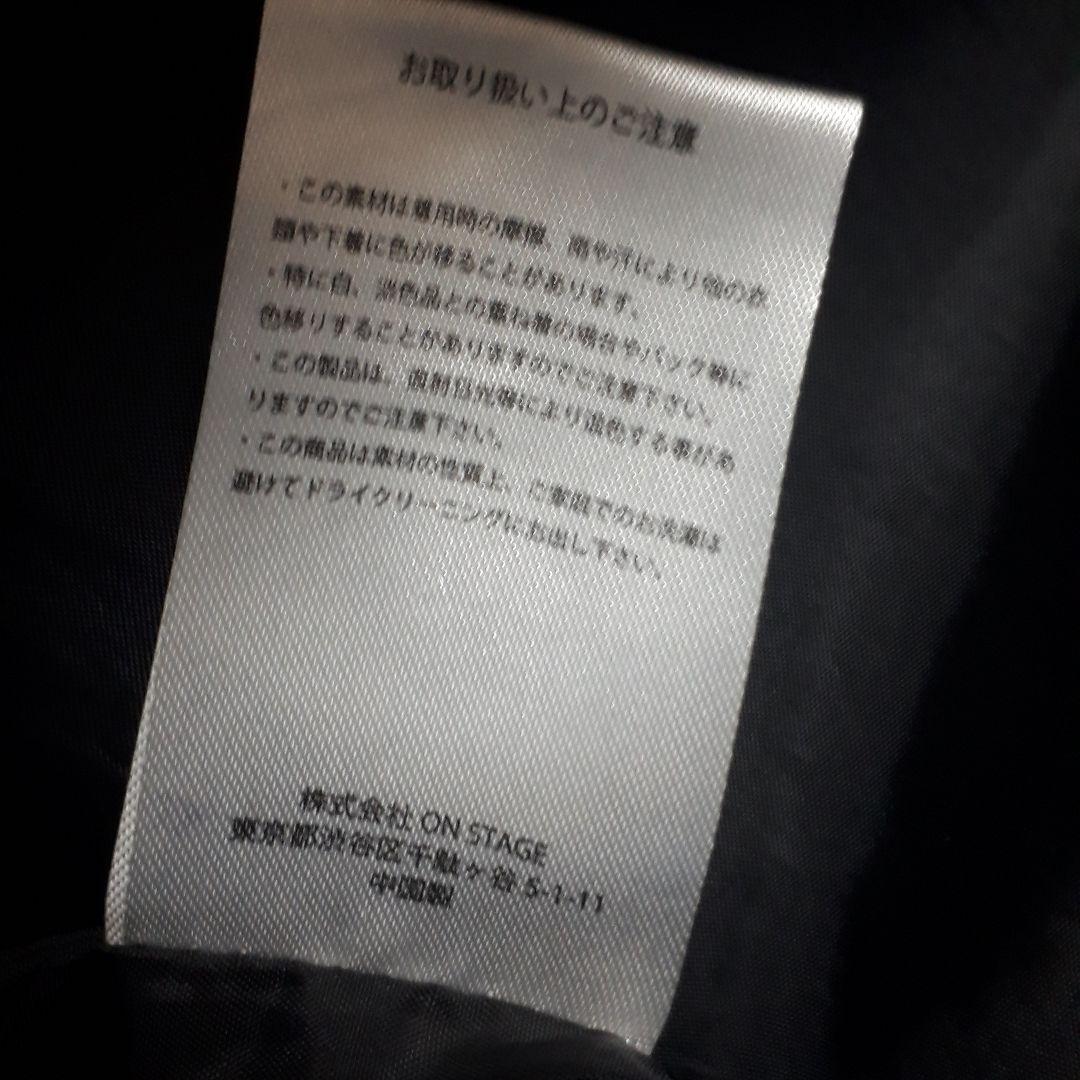 お取り扱い上のご注意
・この素材は着用時の摩擦、雨や汗により他の衣
類や下着に色が移ることがあります。
・特に白、淡色品との重ね着の場合やバック等に
色移りすることがありますのでご注意下さい。
・この製品は、直射日光等により退色する事があ
りますのでご注意下さい。
・この商品は素材の性質上、ご家庭でのお洗濯は
避けてドライクリーニングにお出し下さい。
株式会社 ON STAGE
東京都渋谷区千駄ヶ谷 5-1-11
中国製